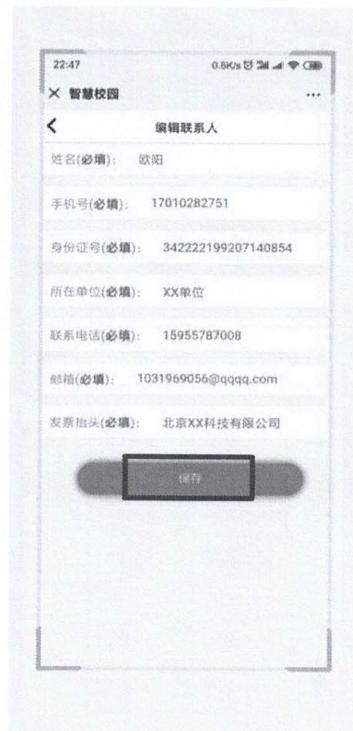 22:47 0.6K/s
× 智慧校园 ...
编辑联系人
姓名(必填): 欧阳
手机号(必填): 17010282751
身份证号(必填): 342222199207140854
所在单位(必填): XX单位
联系电话(必填): 15955787008
邮箱(必填): 1031969056@qqqq.com
发票抬头(必填): 北京XX科技有限公司
保存